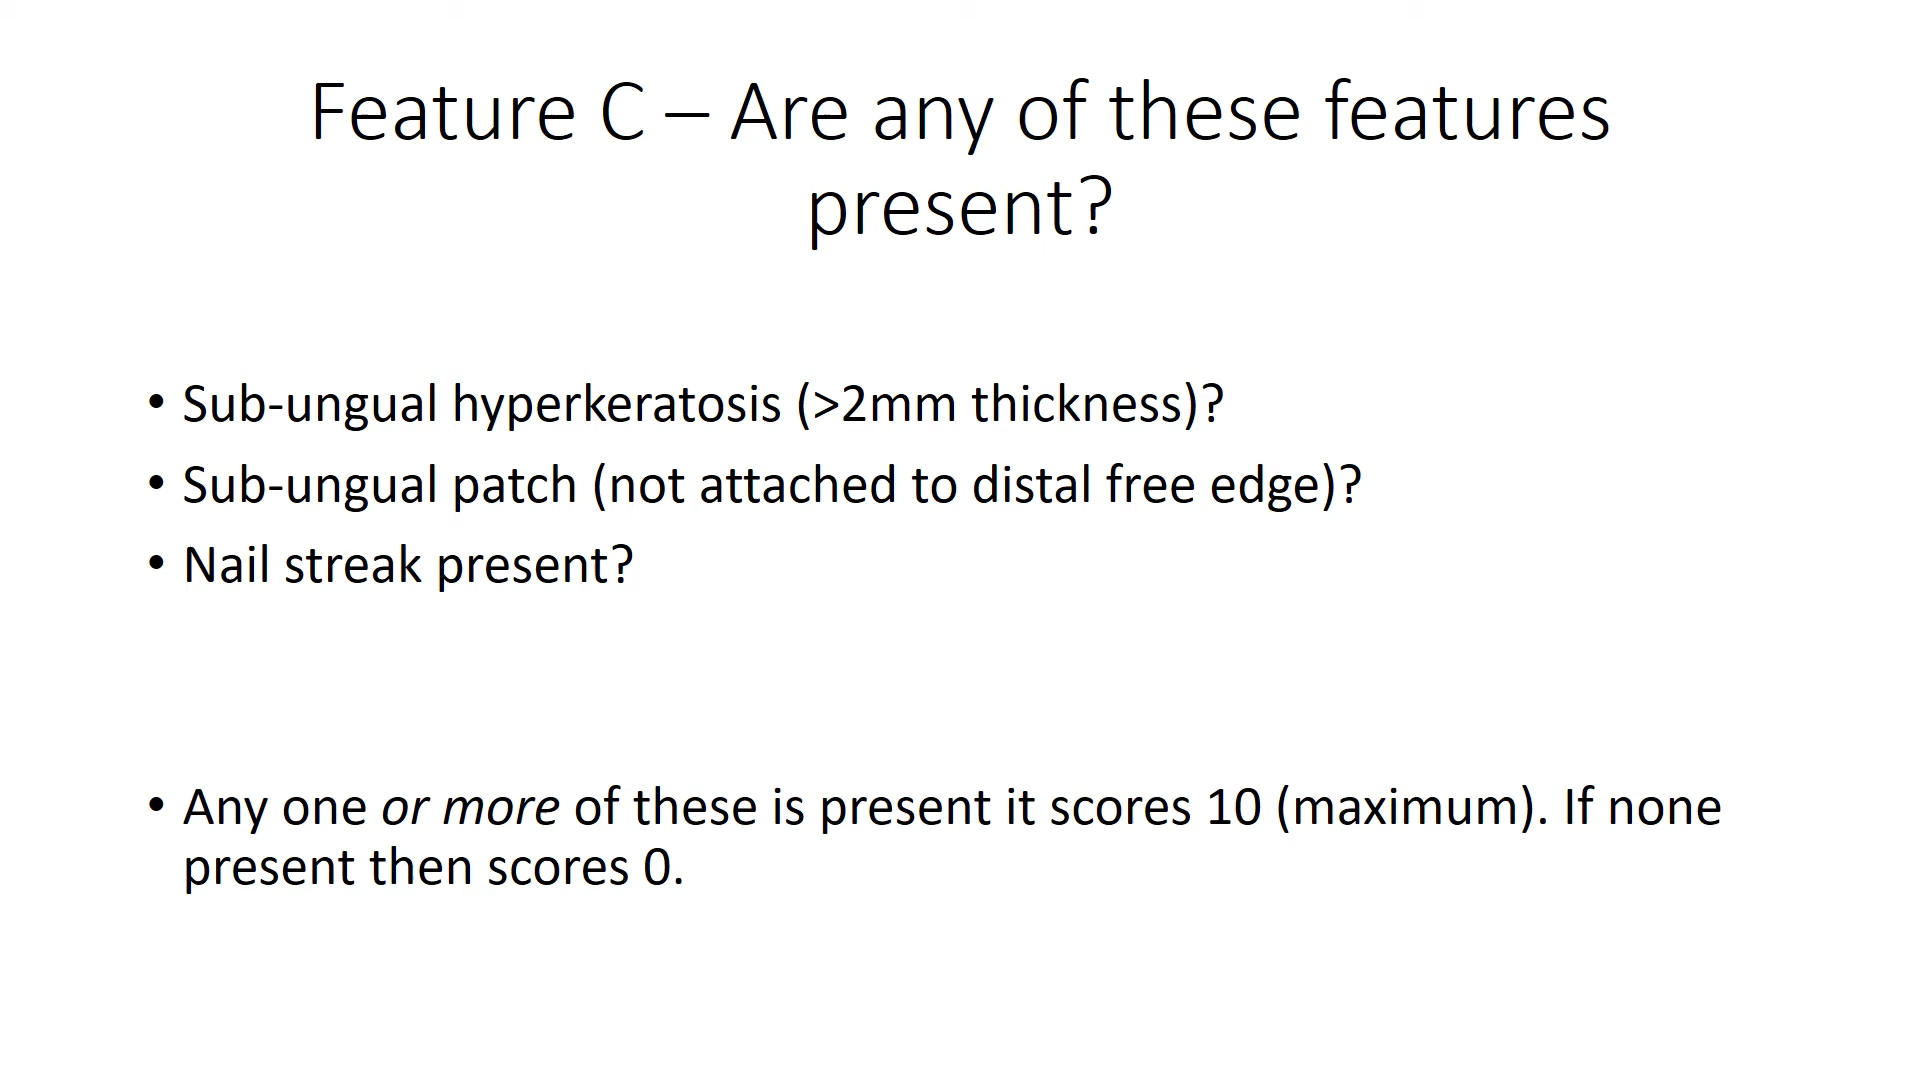 Feature C – Are any of these features
present?
• Sub-ungual hyperkeratosis (>2mm thickness)?
• Sub-ungual patch (not attached to distal free edge)?
• Nail streak present?
• Any one or more of these is present it scores 10 (maximum). If none
present then scores 0.